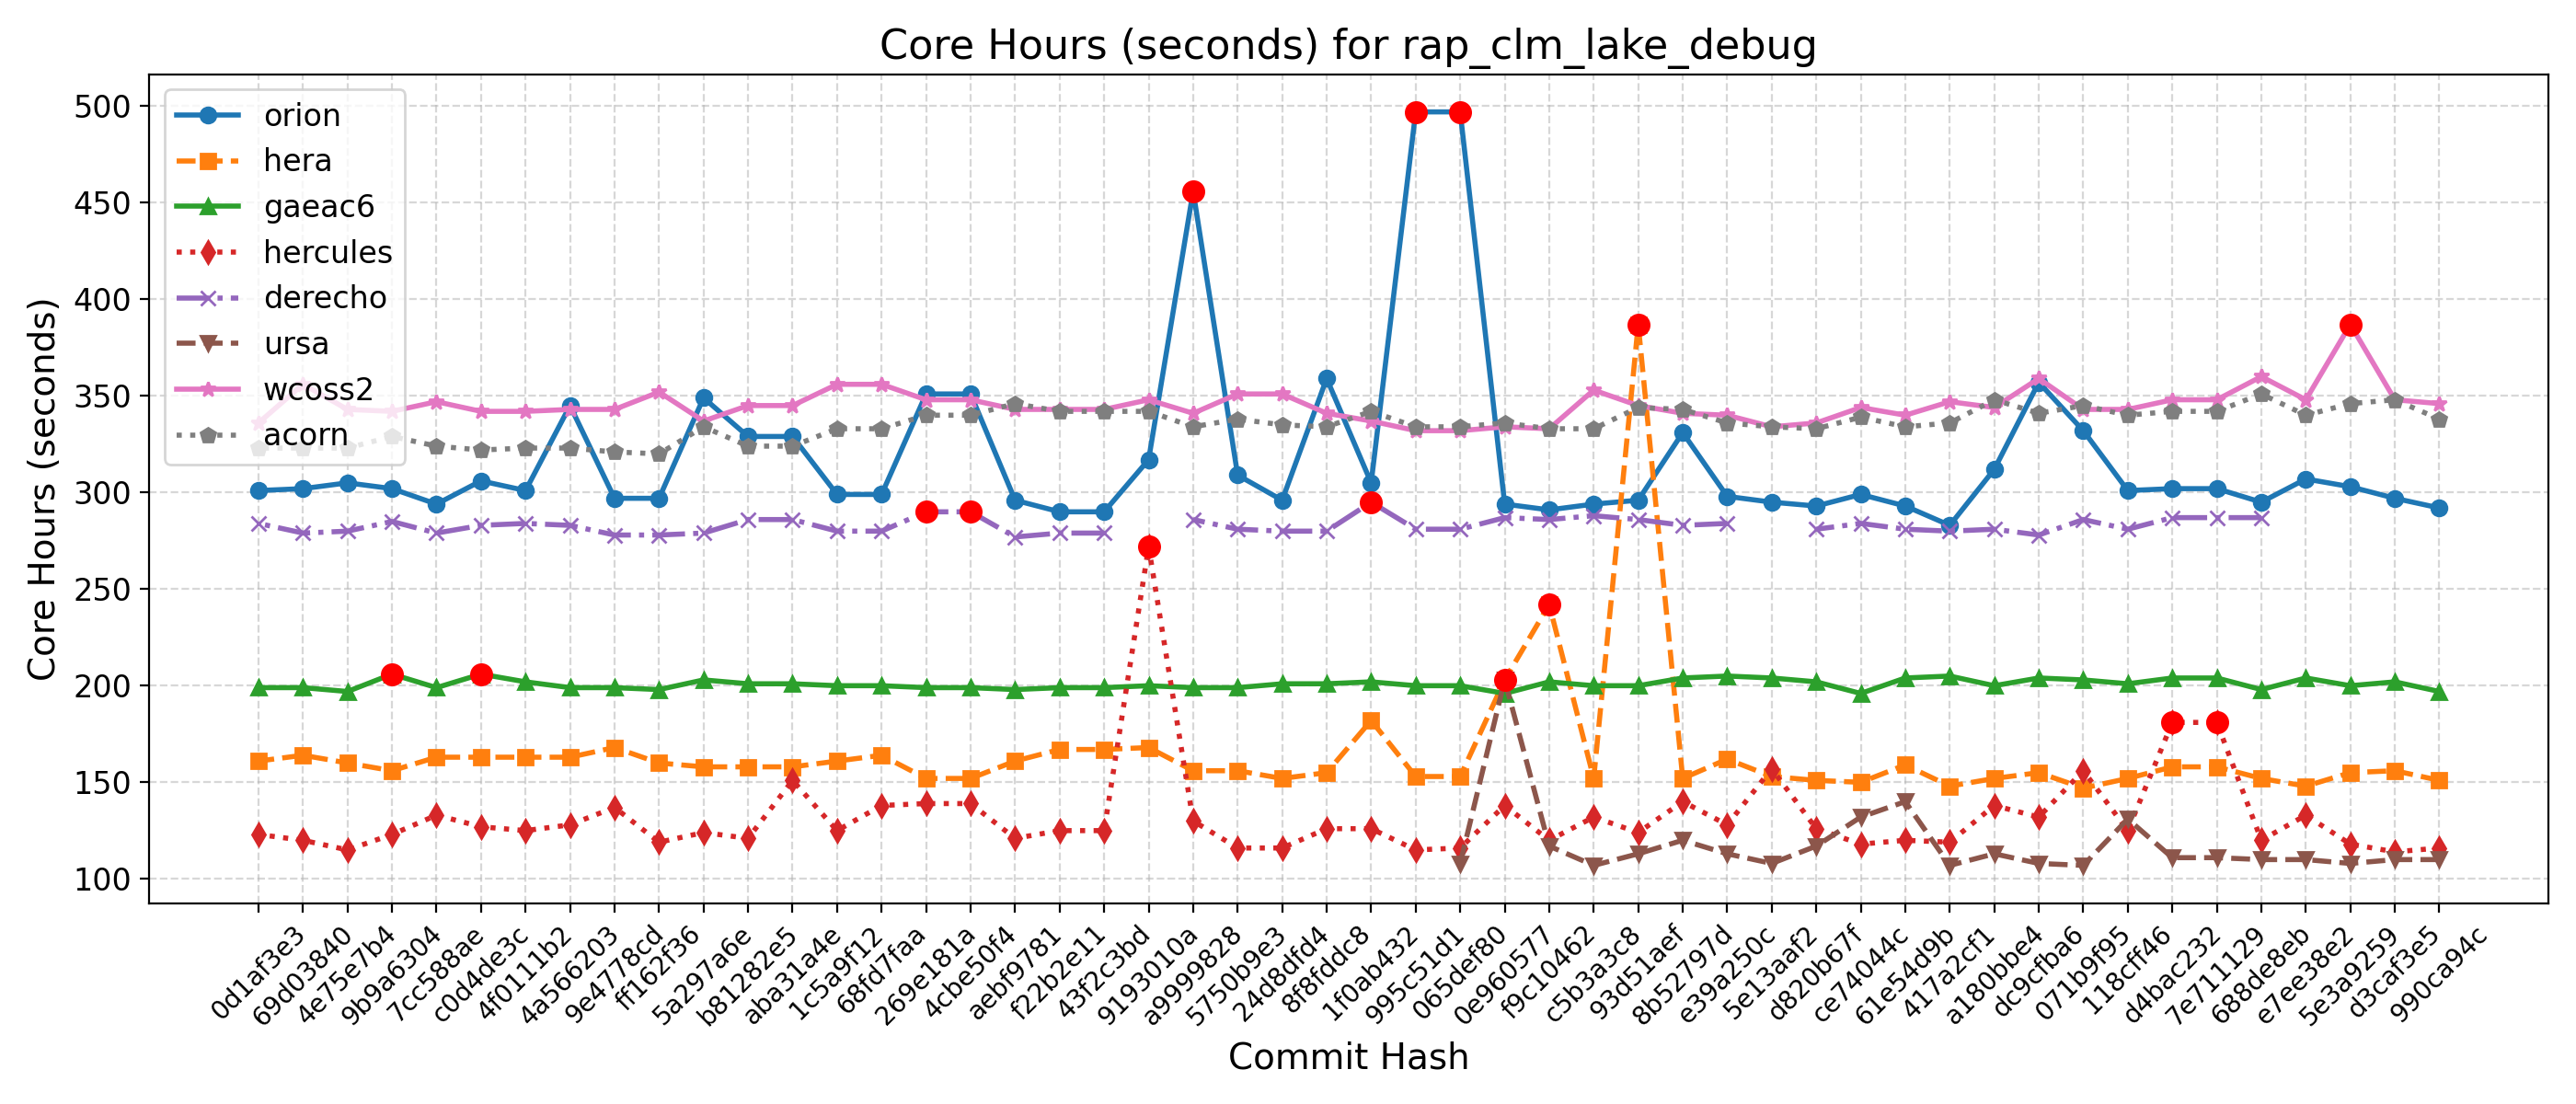 Core Hours (seconds) for rap_clm_lake_debug
Core Hours (seconds)
500
450
400
350
300
250
200
150
100
orion
hera
gaeac6
hercules
derecho
ursa
wcoss2
acorn
0d1af3e3
69d03840
4e75e7b4
9b9a6304
7cc588ae
c0d4de3c
4f0111b2
4a566203
9e4778cd
ff162f36
5a297a6e
b81282e5
aba31a4e
1c5a9f12
68fd7faa
269e181a
4cbe50f4
aebf9781
f22b2e11
43f2c3bd
9193010a
a9999828
5750b9e3
24d8dfd4
8f8fddc8
1f0ab432
995c51d1
065def80
0e960577
f9c10462
c5b3a3c8
93d51aef
8b52797d
e39a250c
5e13aaf2
d820b67f
ce74044c
61e54d9b
417a2cf1
a180bbe4
dc9cfba6
071b9f95
118cff46
d4bac232
7e711129
688de8eb
e7ee38e2
5e3a9259
d3caf3e5
990ca94c
Commit Hash